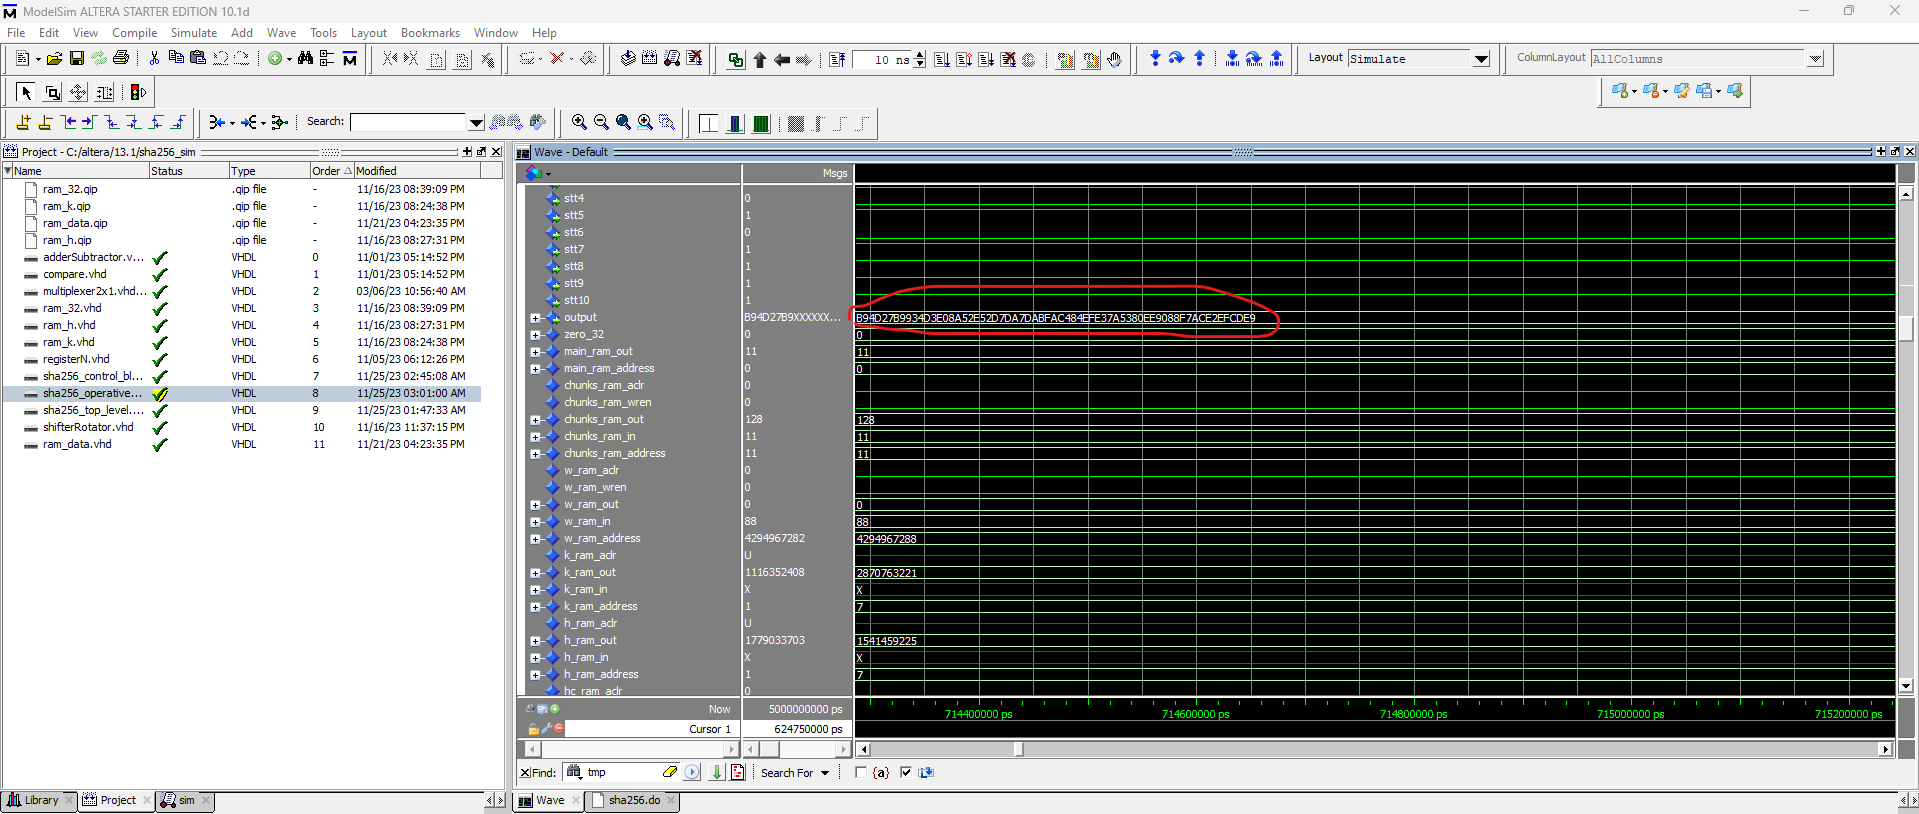 ModelSim ALTERA STARTER EDITION 10.1d
File Edit View Compile Simulate Add Wave Tools Layout Bookmarks Window Help
10 ns
Layout Simulate
ColumnLayout AllColumns
Search:
Project - C:/altera/13.1/sha256_sim
Name Status Type Order Modified
ram_32.qip .qip file - 11/16/23 08:39:09 PM
ram_k.qip .qip file - 11/16/23 08:24:38 PM
ram_data.qip .qip file - 11/21/23 04:23:35 PM
ram_h.qip .qip file - 11/16/23 08:27:31 PM
adderSubtractor.v... VHDL 0 11/01/23 05:14:52 PM
compare.vhd VHDL 1 11/01/23 05:14:52 PM
multiplexer2x1.vhd... VHDL 2 03/06/23 10:56:40 AM
ram_32.vhd VHDL 3 11/16/23 08:39:09 PM
ram_h.vhd VHDL 4 11/16/23 08:27:31 PM
ram_k.vhd VHDL 5 11/16/23 08:24:38 PM
registerN.vhd VHDL 6 11/05/23 06:12:26 PM
sha256_control_bl... VHDL 7 11/25/23 02:45:08 AM
sha256_operative... VHDL 8 11/25/23 03:01:00 AM
sha256_top_level.... VHDL 9 11/25/23 01:47:33 AM
shifterRotator.vhd VHDL 10 11/16/23 11:37:15 PM
ram_data.vhd VHDL 11 11/21/23 04:23:35 PM
Library Project sim
Wave - Default
Msgs
stt4 0
stt5 1
stt6 0
stt7 1
stt8 1
stt9 1
stt10 1
output B94D27B9XXXXXX... B94D27B9934D3E08A52E52D7DA7DABFAC484EFE37A5380EE9088F7ACE2EFCDE9
zero_32 0 0
main_ram_out 11 11
main_ram_address 0 0
chunks_ram_aclr 0
chunks_ram_wren 0
chunks_ram_out 128 128
chunks_ram_in 11 11
chunks_ram_address 11 11
w_ram_aclr 0
w_ram_wren 0
w_ram_out 0 0
w_ram_in 88 88
w_ram_address 4294967282 4294967288
k_ram_aclr U
k_ram_out 1116352408 2870763221
k_ram_in X X
k_ram_address 1 7
h_ram_aclr U
h_ram_out 1779033703 1541459225
h_ram_in X X
h_ram_address 1 7
hc_ram_aclr 0
Now 5000000000 ps 714400000 ps 714600000 ps 714800000 ps 715000000 ps 715200000 ps
Cursor 1 624750000 ps
Find: tmp Search For {a}
Wave sha256.do